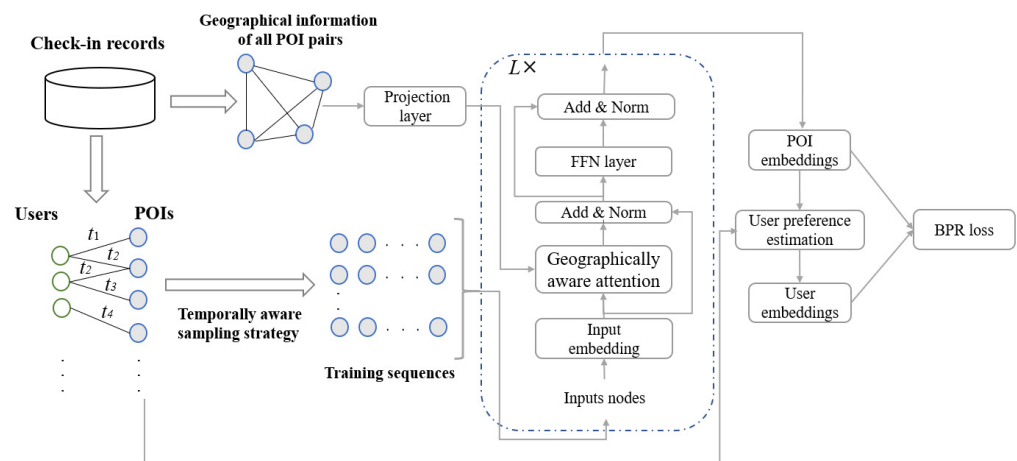 Geographical information
of all POI pairs
Check-in records
Projection
layer
L×
Add & Norm
FFN layer
Add & Norm
Geographically
aware attention
Input
embedding
Inputs nodes
POI
embeddings
User preference
estimation
User
embeddings
BPR loss
Users
POIs
t1
t2
t2
t3
t4
Temporally aware
sampling strategy
Training sequences